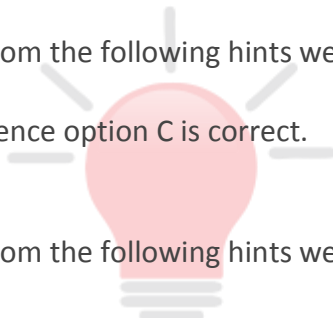 om the following hints we
ence option C is correct.
om the following hints we